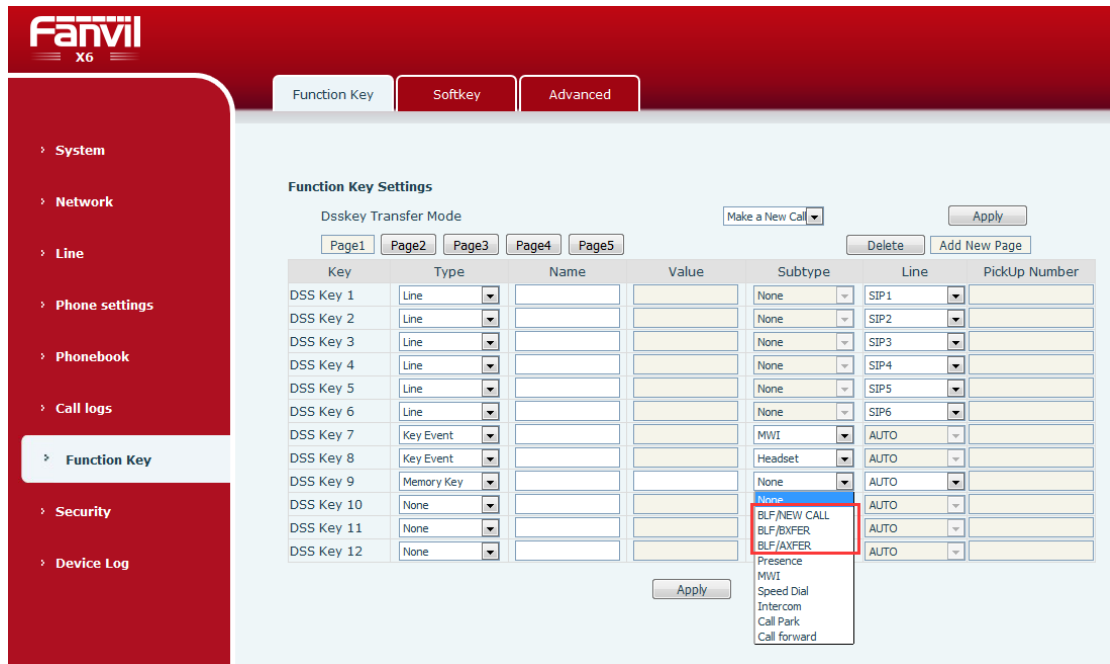 Fanvil
X6
Function Key Softkey Advanced
System
Network
Line
Phone settings
Phonebook
Call logs
Function Key
Security
Device Log
Function Key Settings
Dsskey Transfer Mode Make a New Call Apply
Page1 Page2 Page3 Page4 Page5 Delete Add New Page
Key Type Name Value Subtype Line PickUp Number
DSS Key 1 Line None SIP1
DSS Key 2 Line None SIP2
DSS Key 3 Line None SIP3
DSS Key 4 Line None SIP4
DSS Key 5 Line None SIP5
DSS Key 6 Line None SIP6
DSS Key 7 Key Event MWI AUTO
DSS Key 8 Key Event Headset AUTO
DSS Key 9 Memory Key None AUTO
DSS Key 10 None AUTO
DSS Key 11 None AUTO
DSS Key 12 None AUTO
None
BLF/NEW CALL
BLF/BXFER
BLF/AXFER
Presence
MWI
Speed Dial
Intercom
Call Park
Call forward
Apply